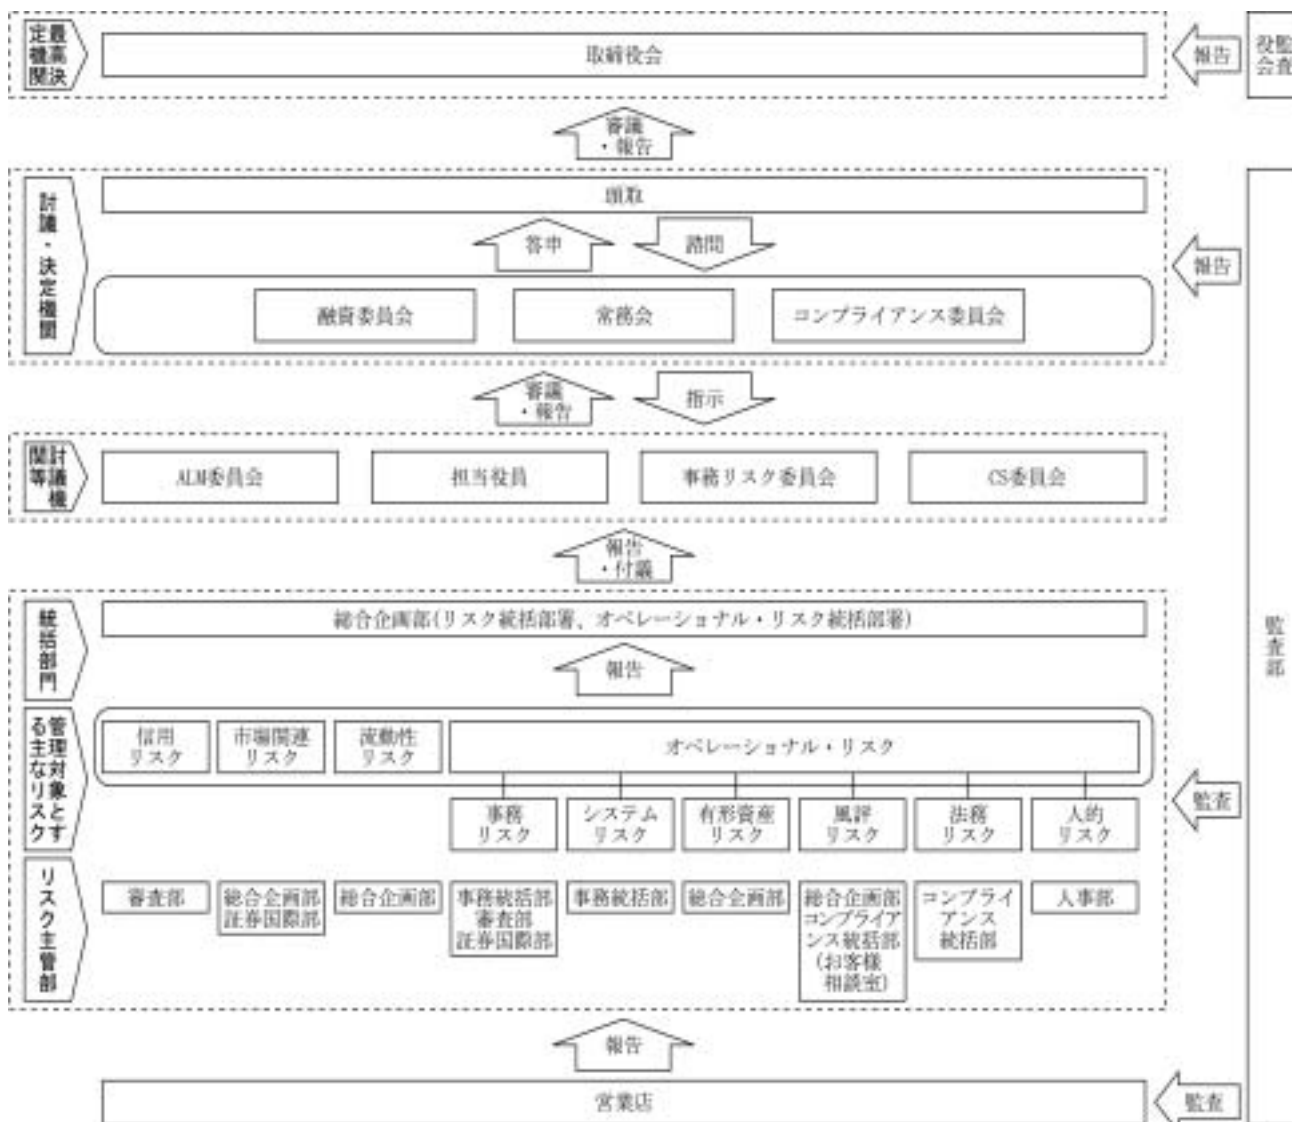 最高決
定機関
取締役会
報告
監査
役会
審議
・報告
討議・決定機関
頭取
答申
諮問
報告
融資委員会
常務会
コンプライアンス委員会
審議
・報告
指示
討議機
関等
ALM委員会
担当役員
事務リスク委員会
CS委員会
報告
・付議
統括部門
総合企画部(リスク統括部署、オペレーショナル・リスク統括部署)
報告
監査部
管理対象とす
る主なリスク
信用
リスク
市場関連
リスク
流動性
リスク
オペレーショナル・リスク
事務
リスク
システム
リスク
有形資産
リスク
風評
リスク
法務
リスク
人的
リスク
監査
リスク主管部
審査部
総合企画部
証券国際部
総合企画部
事務統括部
審査部
証券国際部
事務統括部
総合企画部
総合企画部
コンプライア
ンス統括部
(お客様
相談室)
コンプライ
アンス
統括部
人事部
報告
営業店
監査